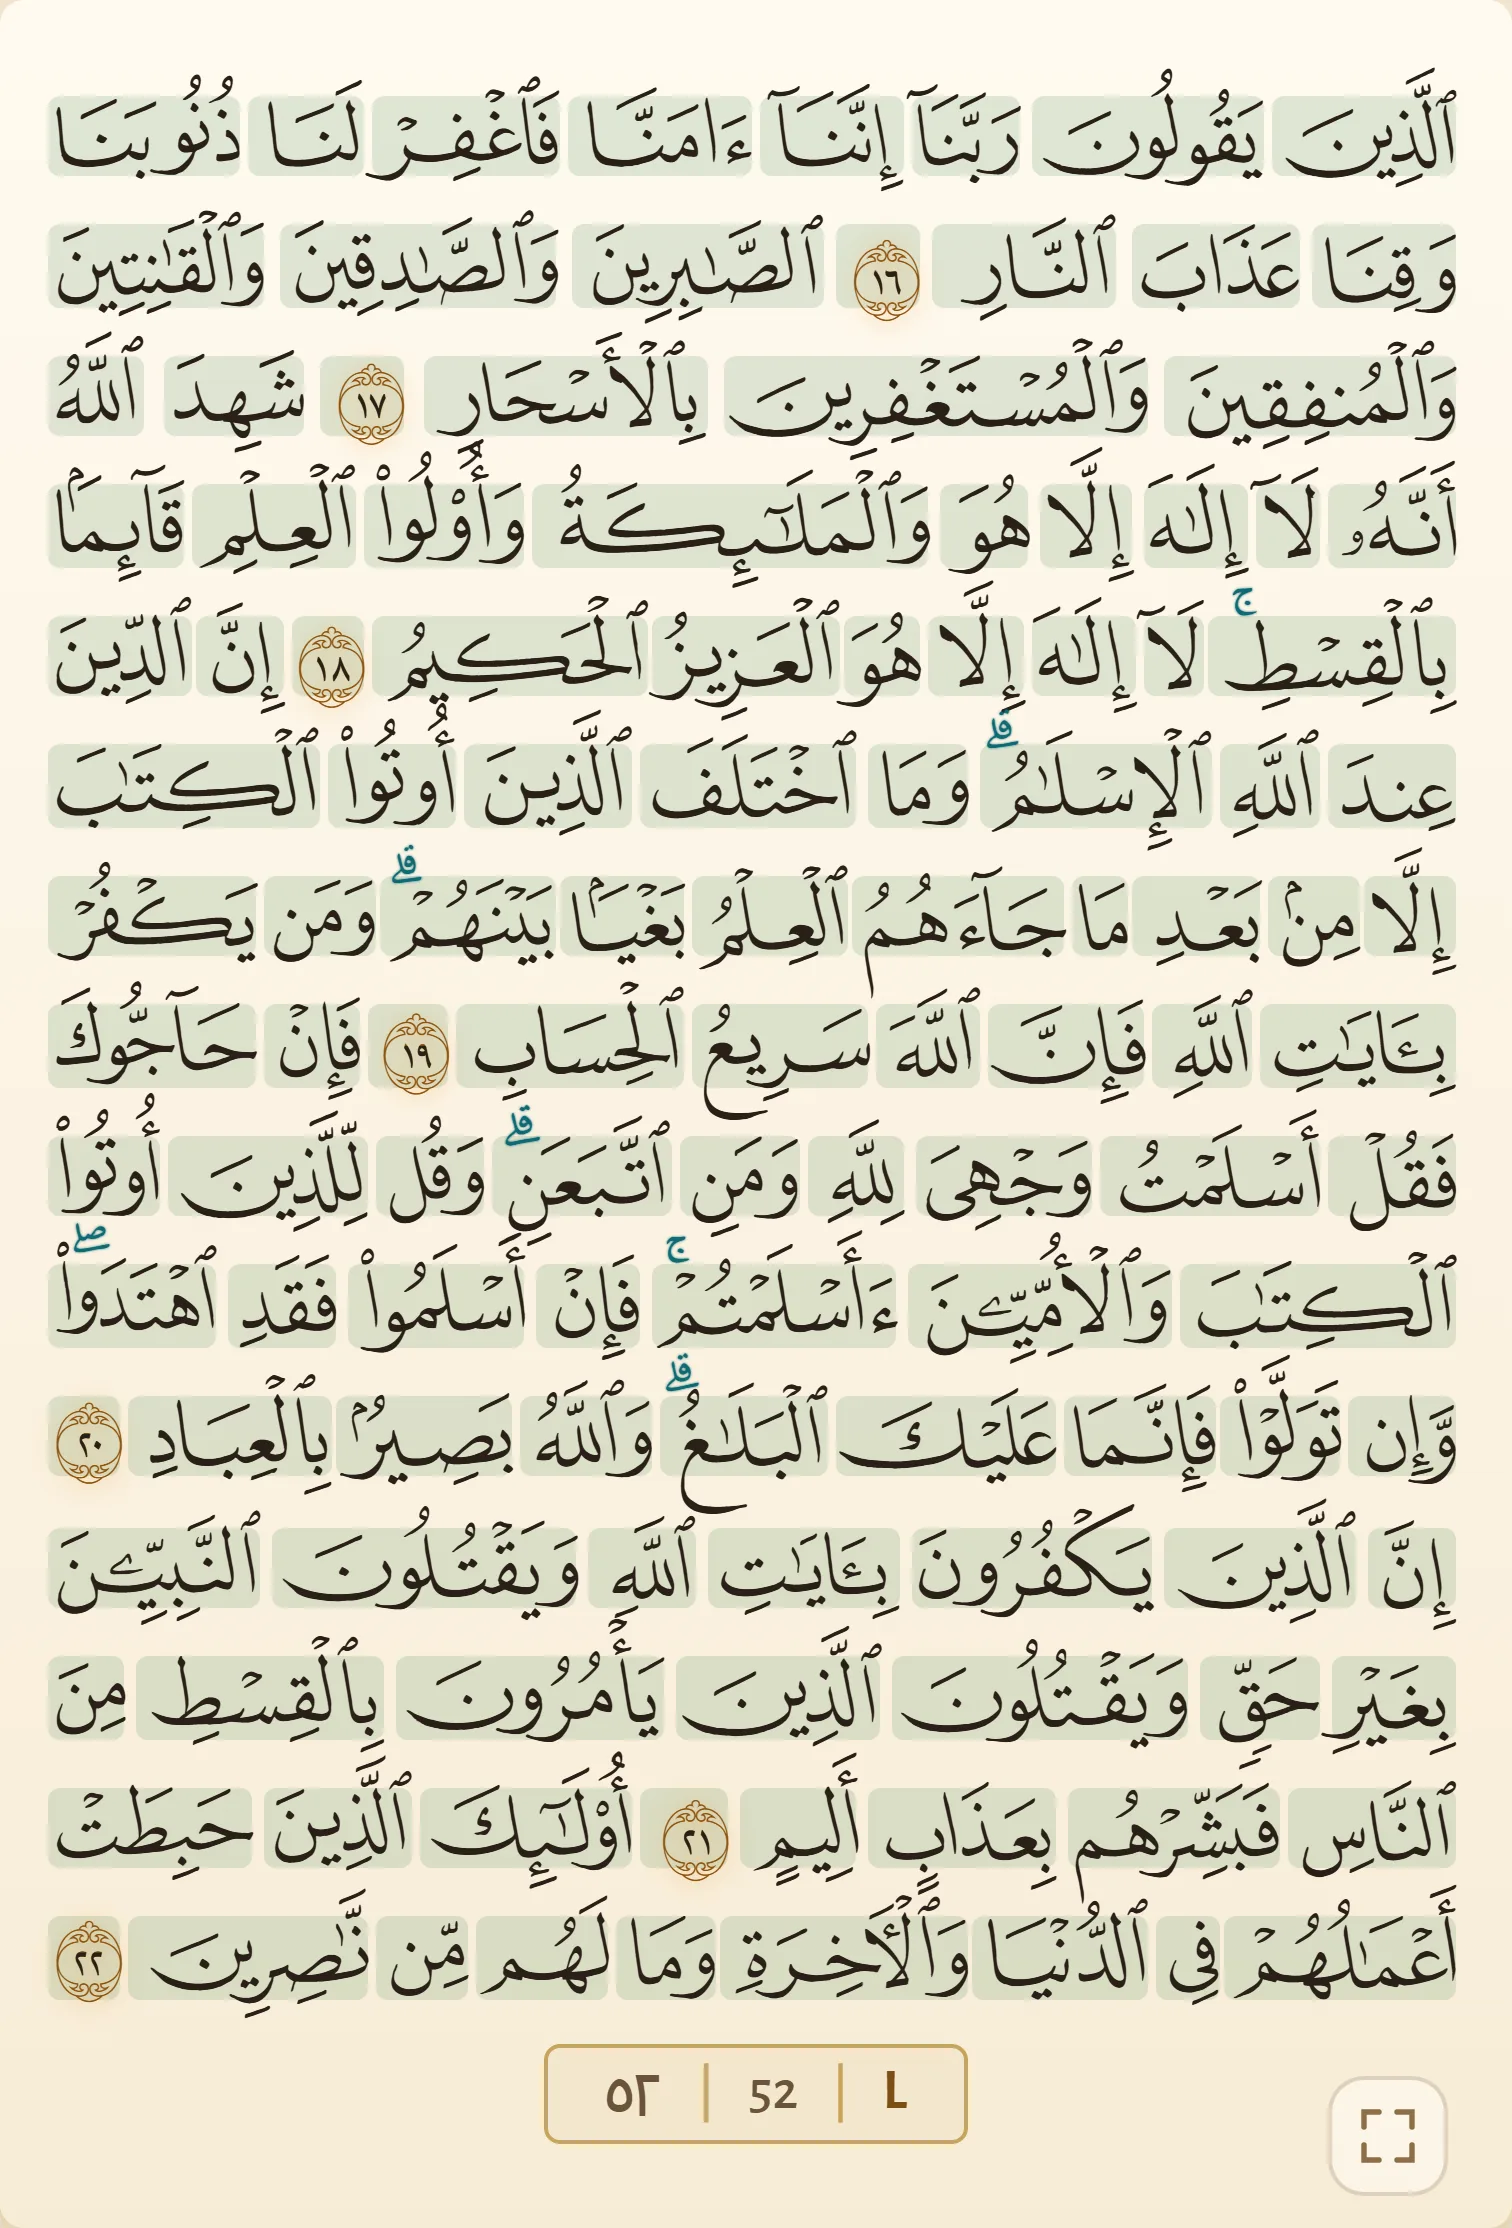 ٱلَّذِينَ يَقُولُونَ رَبَّنَآ إِنَّنَآ ءَامَنَّا فَٱغْفِرْ لَنَا ذُنُوبَنَا
وَقِنَا عَذَابَ ٱلنَّارِ ١٦ ٱلصَّٰبِرِينَ وَٱلصَّٰدِقِينَ وَٱلْقَٰنِتِينَ
وَٱلْمُنفِقِينَ وَٱلْمُسْتَغْفِرِينَ بِٱلْأَسْحَارِ ١٧ شَهِدَ ٱللَّهُ
أَنَّهُۥ لَآ إِلَٰهَ إِلَّا هُوَ وَٱلْمَلَٰٓئِكَةُ وَأُو۟لُوا۟ ٱلْعِلْمِ قَآئِمًۢا
بِٱلْقِسْطِ ۚ لَآ إِلَٰهَ إِلَّا هُوَ ٱلْعَزِيزُ ٱلْحَكِيمُ ١٨ إِنَّ ٱلدِّينَ
عِندَ ٱللَّهِ ٱلْإِسْلَٰمُ ۗ وَمَا ٱخْتَلَفَ ٱلَّذِينَ أُوتُوا۟ ٱلْكِتَٰبَ
إِلَّا مِنۢ بَعْدِ مَا جَآءَهُمُ ٱلْعِلْمُ بَغْيًۢا بَيْنَهُمْ ۗ وَمَن يَكْفُرْ
بِـَٔايَٰتِ ٱللَّهِ فَإِنَّ ٱللَّهَ سَرِيعُ ٱلْحِسَابِ ١٩ فَإِنْ حَآجُّوكَ
فَقُلْ أَسْلَمْتُ وَجْهِىَ لِلَّهِ وَمَنِ ٱتَّبَعَنِ ۗ وَقُل لِّلَّذِينَ أُوتُوا۟
ٱلْكِتَٰبَ وَٱلْأُمِّيِّـۧنَ ءَأَسْلَمْتُمْ ۚ فَإِنْ أَسْلَمُوا۟ فَقَدِ ٱهْتَدَوا۟ ۖ
وَّإِن تَوَلَّوْا۟ فَإِنَّمَا عَلَيْكَ ٱلْبَلَٰغُ ۗ وَٱللَّهُ بَصِيرٌۢ بِٱلْعِبَادِ ٢٠
إِنَّ ٱلَّذِينَ يَكْفُرُونَ بِـَٔايَٰتِ ٱللَّهِ وَيَقْتُلُونَ ٱلنَّبِيِّـۧنَ
بِغَيْرِ حَقٍّ وَيَقْتُلُونَ ٱلَّذِينَ يَأْمُرُونَ بِٱلْقِسْطِ مِنَ
ٱلنَّاسِ فَبَشِّرْهُم بِعَذَابٍ أَلِيمٍ ٢١ أُو۟لَٰٓئِكَ ٱلَّذِينَ حَبِطَتْ
أَعْمَٰلُهُمْ فِى ٱلدُّنْيَا وَٱلْـَٔاخِرَةِ وَمَا لَهُم مِّن نَّٰصِرِينَ ٢٢
٥٢ | 52 | L